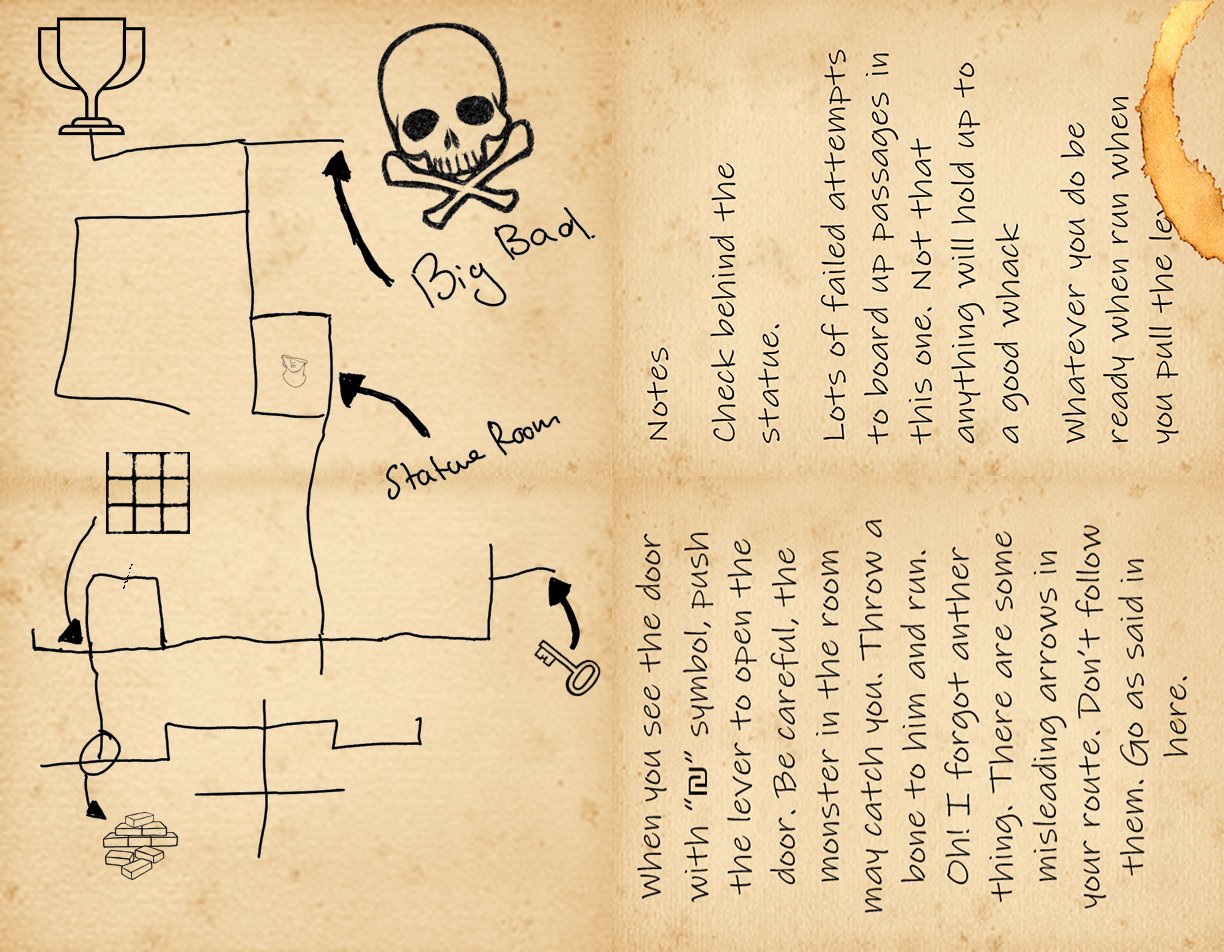 Big Bad.
Statue Room
Notes
Check behind the
statue.
Lots of failed attempts
to board up passages in
this one. Not that
anything will hold up to
a good whack
Whatever you do be
ready when run when
you pull the
When you see the door
with "₪" symbol, push
the lever to open the
door. Be careful, the
monster in the room
may catch you. Throw a
bone to him and run.
Oh! I forgot anther
thing. There are some
misleading arrows in
your route. Don't follow
them. Go as said in
here.